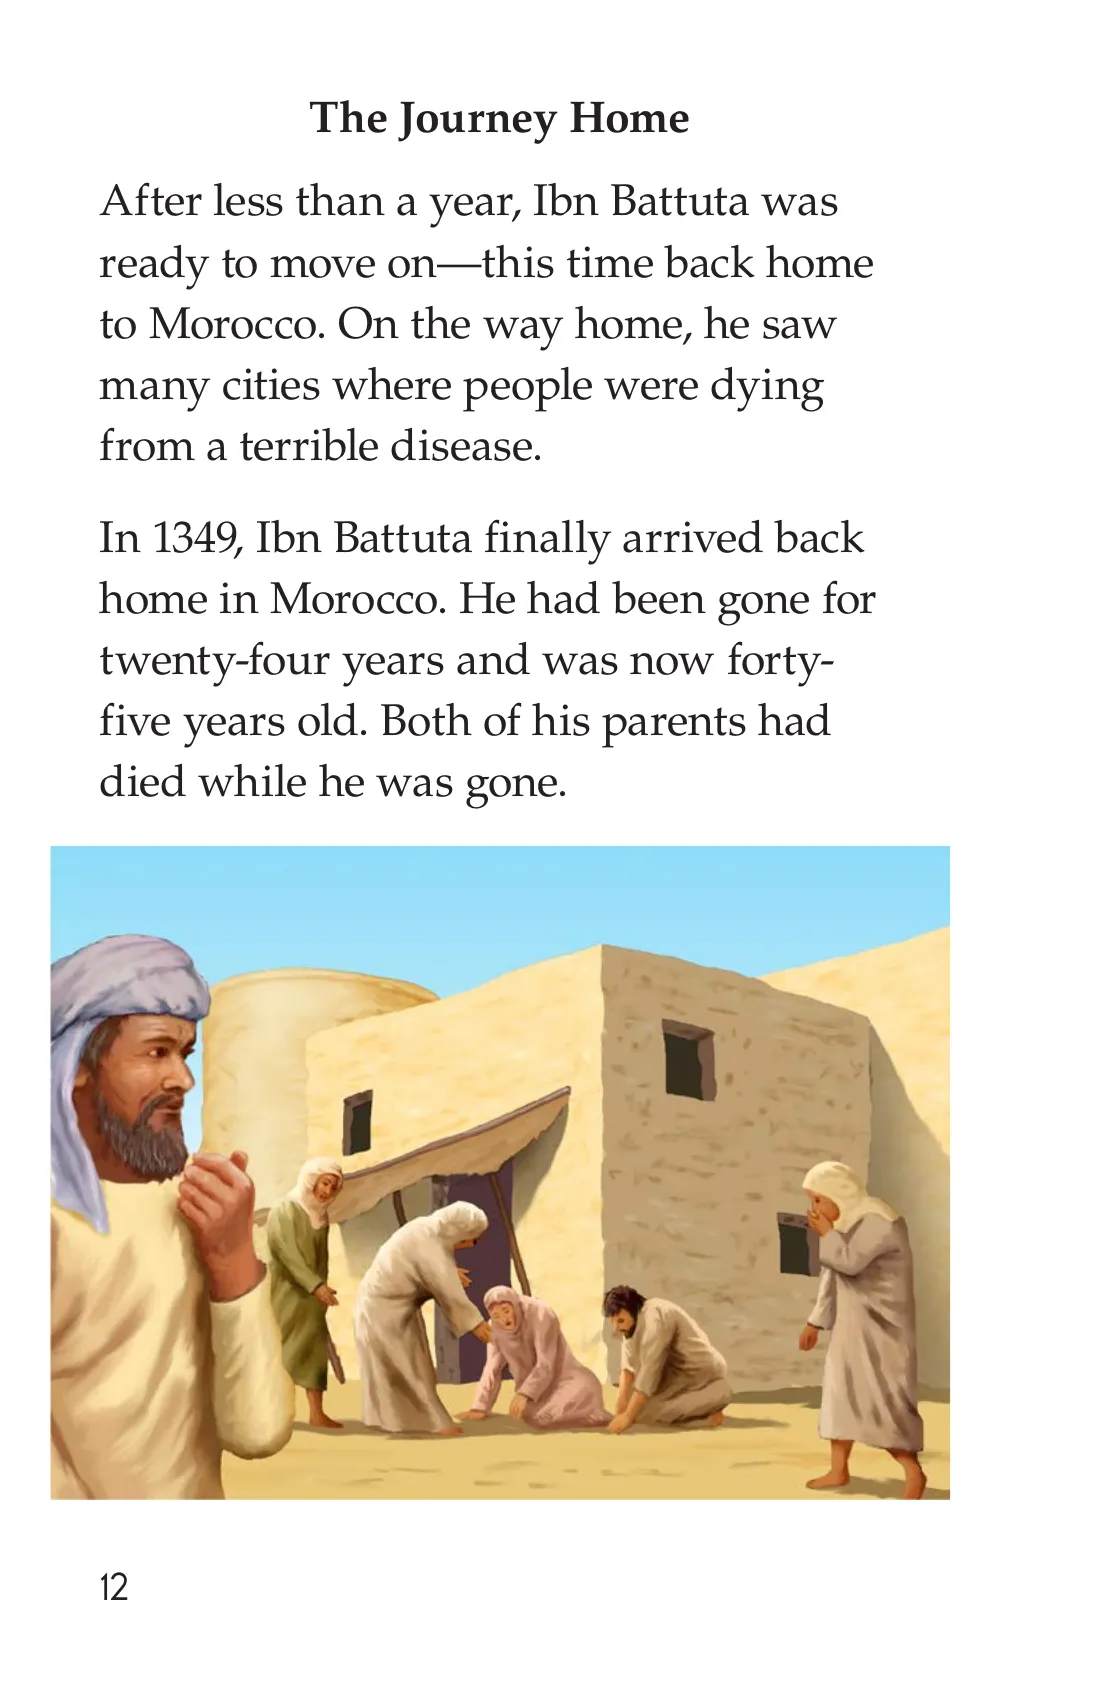 The Journey Home
After less than a year, Ibn Battuta was
ready to move on—this time back home
to Morocco. On the way home, he saw
many cities where people were dying
from a terrible disease.
In 1349, Ibn Battuta finally arrived back
home in Morocco. He had been gone for
twenty-four years and was now forty-
five years old. Both of his parents had
died while he was gone.
12